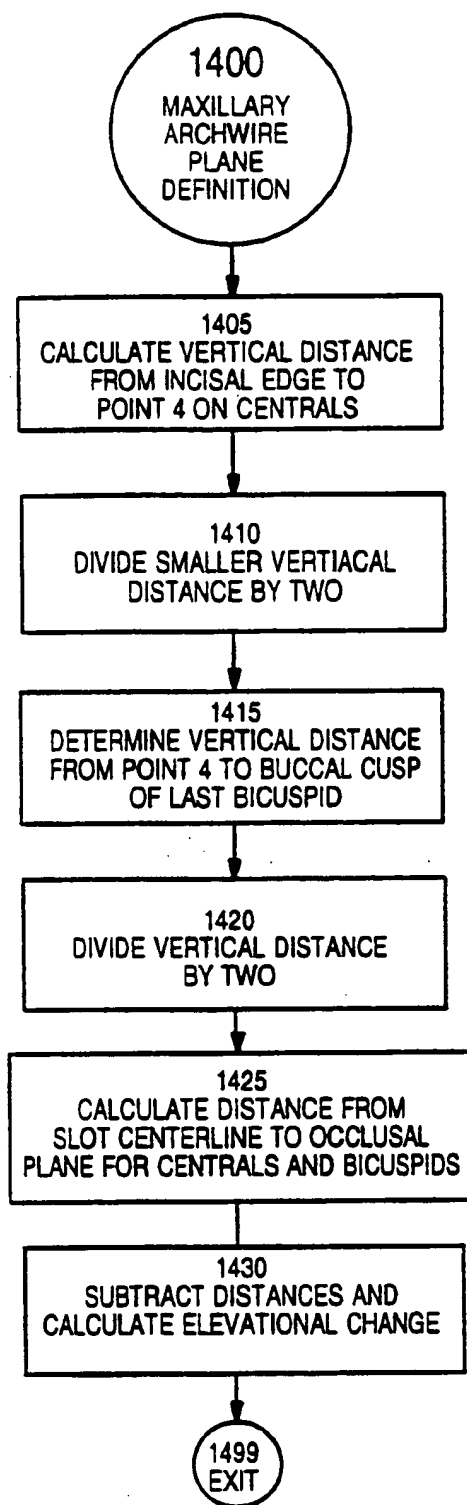 1400
MAXILLARY
ARCHWIRE
PLANE
DEFINITION
1405
CALCULATE VERTICAL DISTANCE
FROM INCISAL EDGE TO
POINT 4 ON CENTRALS
1410
DIVIDE SMALLER VERTIACAL
DISTANCE BY TWO
1415
DETERMINE VERTICAL DISTANCE
FROM POINT 4 TO BUCCAL CUSP
OF LAST BICUSPID
1420
DIVIDE VERTICAL DISTANCE
BY TWO
1425
CALCULATE DISTANCE FROM
SLOT CENTERLINE TO OCCLUSAL
PLANE FOR CENTRALS AND BICUSPIDS
1430
SUBTRACT DISTANCES AND
CALCULATE ELEVATIONAL CHANGE
1499
EXIT